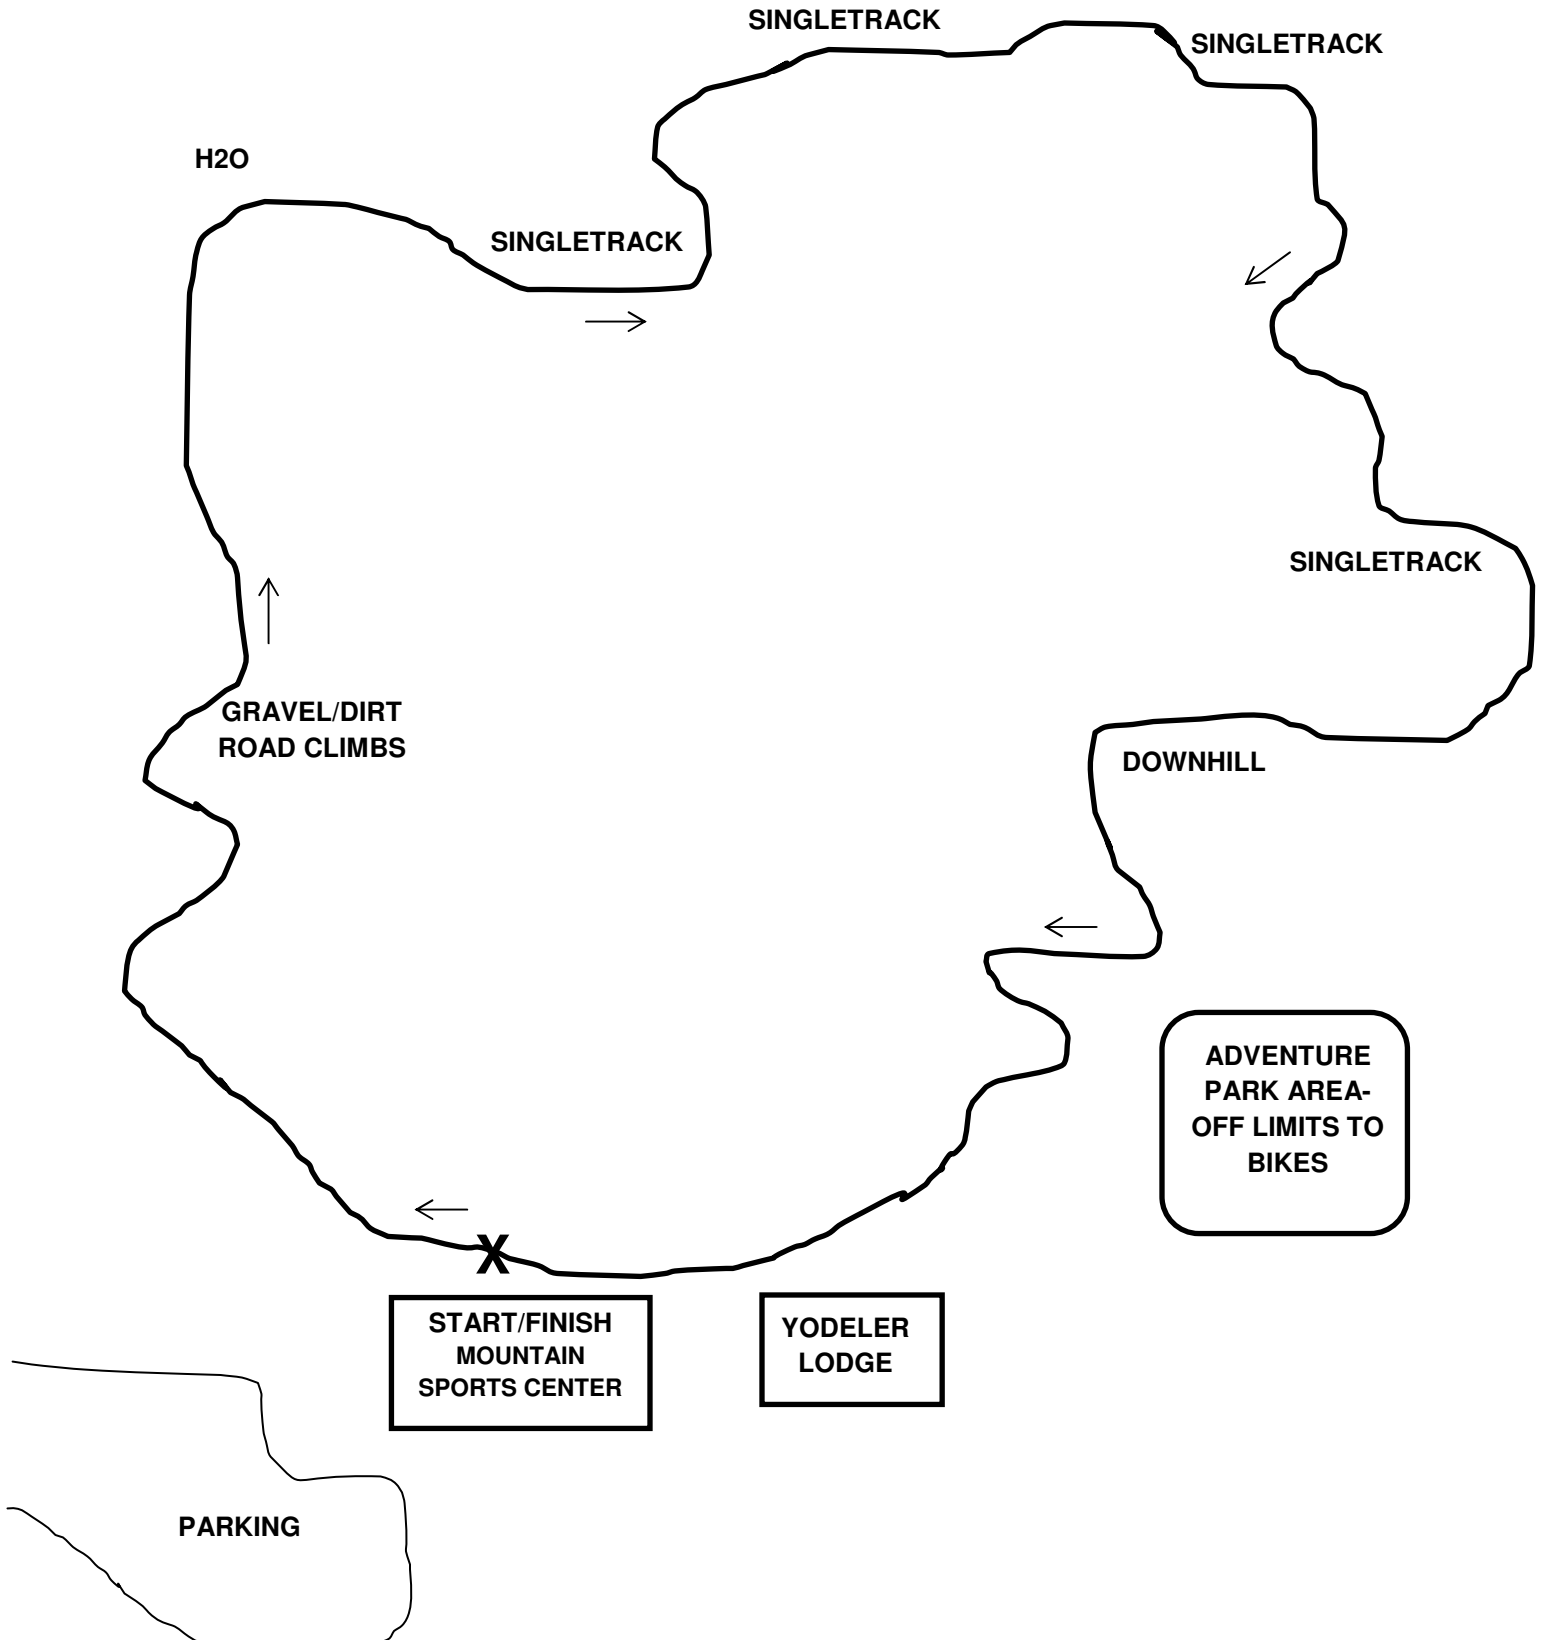 SINGLETRACK
SINGLETRACK
H2O
SINGLETRACK
SINGLETRACK
GRAVEL/DIRT
ROAD CLIMBS
DOWNHILL
ADVENTURE
PARK AREA-
OFF LIMITS TO
BIKES
X
START/FINISH
MOUNTAIN
SPORTS CENTER
YODELER
LODGE
PARKING